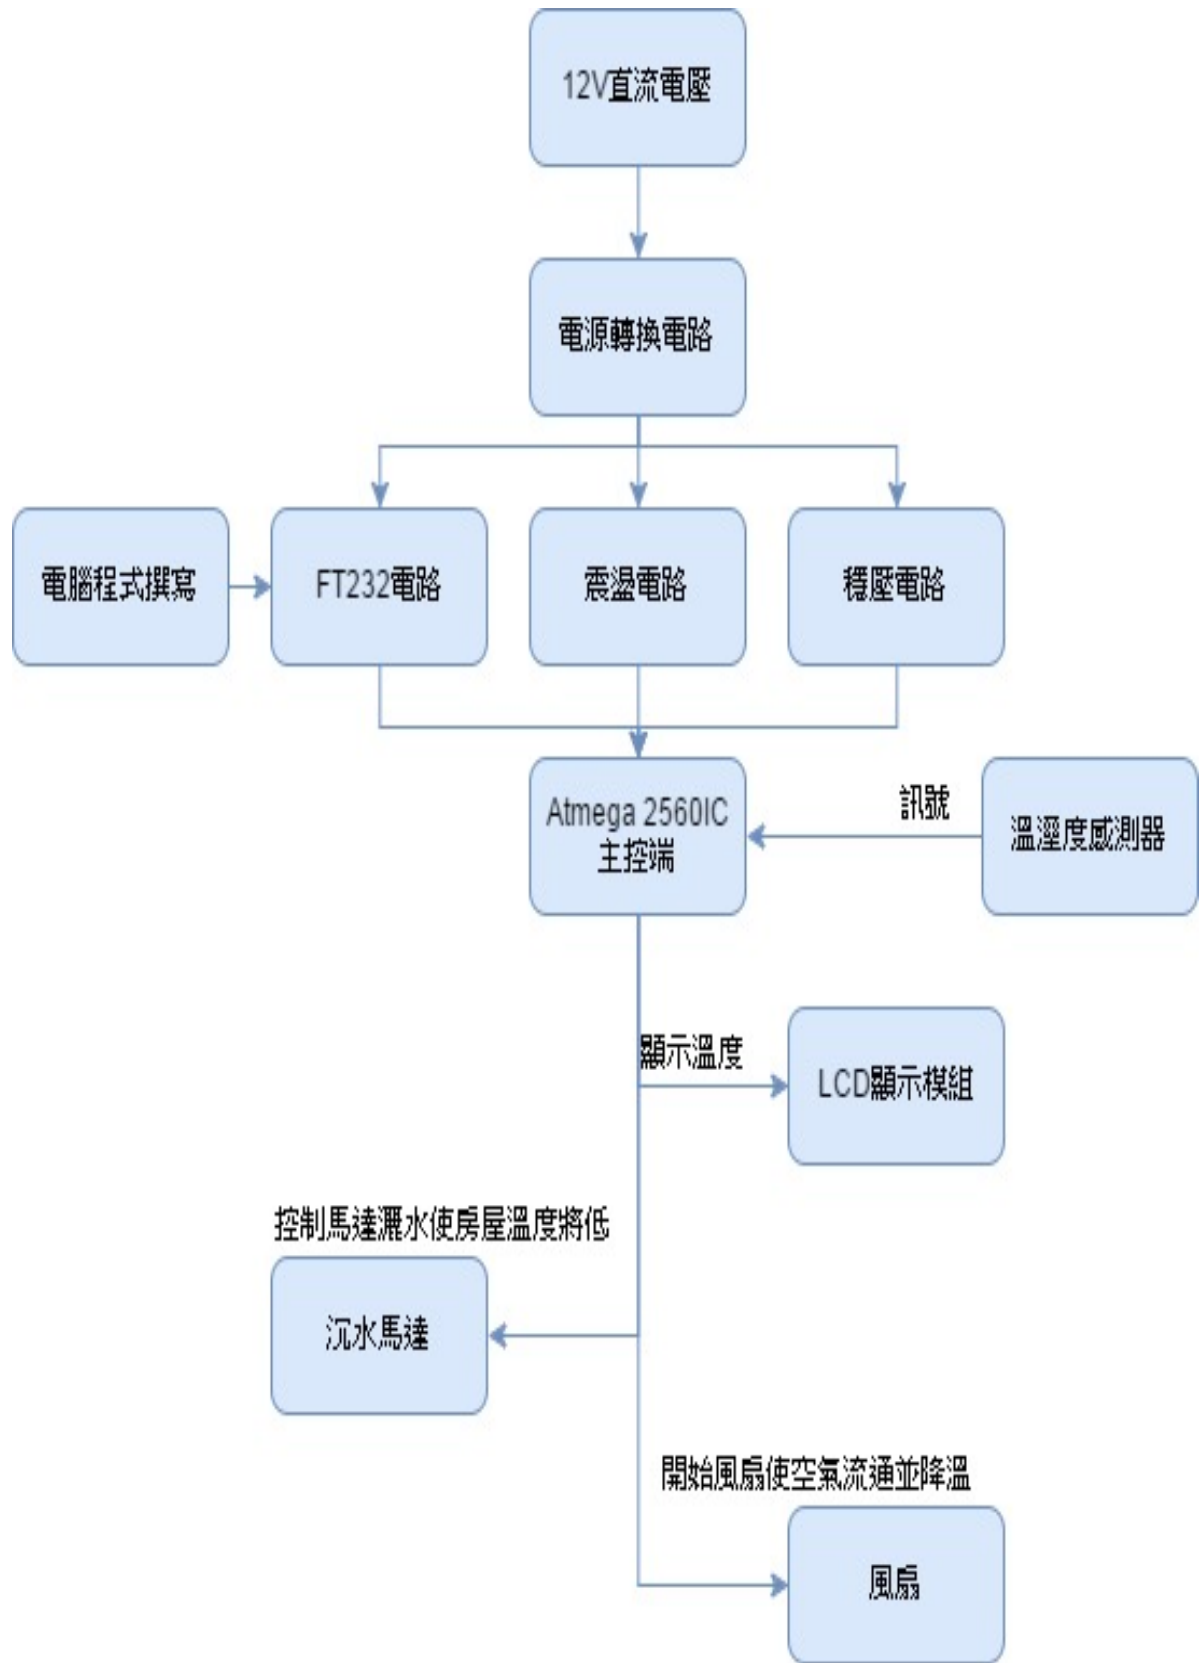 12V直流電壓
電源轉換電路
電腦程式撰寫
FT232電路
震盪電路
穩壓電路
Atmega 2560IC
主控端
訊號
溫溼度感測器
顯示溫度
LCD顯示模組
控制馬達灑水使房屋溫度將低
沉水馬達
開始風扇使空氣流通並降溫
風扇